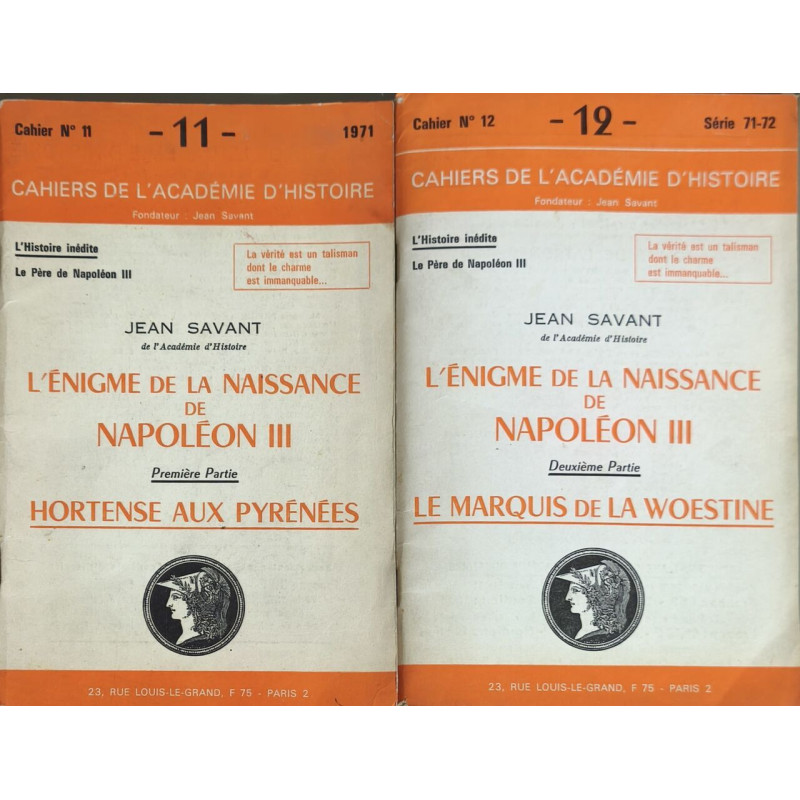 Cahier N° 11
- 11 -
1971
CAHIERS DE L'ACADÉMIE D'HISTOIRE
Fondateur : Jean Savant
L'Histoire inédite
Le Père de Napoléon III
La vérité est un talisman
dont le charme
est immanquable...
JEAN SAVANT
de l'Académie d'Histoire
L'ÉNIGME DE LA NAISSANCE
DE
NAPOLÉON III
Première Partie
HORTENSE AUX PYRÉNÉES
23, RUE LOUIS-LE-GRAND, F 75 - PARIS 2
Cahier N° 12
- 12 -
Série 71-72
CAHIERS DE L'ACADÉMIE D'HISTOIRE
Fondateur : Jean Savant
L'Histoire inédite
Le Père de Napoléon III
La vérité est un talisman
dont le charme
est immanquable...
JEAN SAVANT
de l'Académie d'Histoire
L'ÉNIGME DE LA NAISSANCE
DE
NAPOLÉON III
Deuxième Partie
LE MARQUIS DE LA WOESTINE
23, RUE LOUIS-LE-GRAND, F 75 - PARIS 2